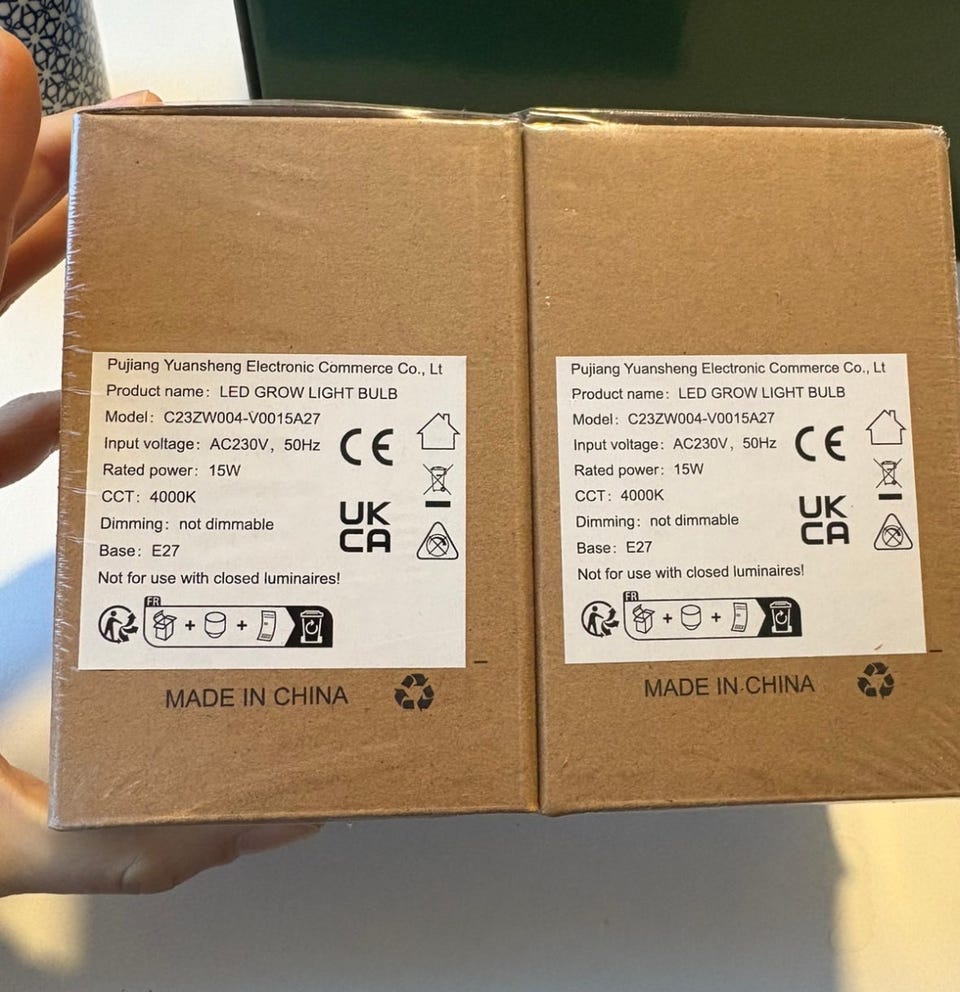 Pujiang Yuansheng Electronic Commerce Co., Lt
Product name: LED GROW LIGHT BULB
Model: C23ZW004-V0015A27
Input voltage: AC230V, 50Hz
Rated power: 15W
CCT: 4000K
Dimming: not dimmable
Base: E27
Not for use with closed luminaires!
CE
UK
CA
FR
+ +
MADE IN CHINA
Pujiang Yuansheng Electronic Commerce Co., Lt
Product name: LED GROW LIGHT BULB
Model: C23ZW004-V0015A27
Input voltage: AC230V, 50Hz
Rated power: 15W
CCT: 4000K
Dimming: not dimmable
Base: E27
Not for use with closed luminaires!
CE
UK
CA
FR
+ +
MADE IN CHINA